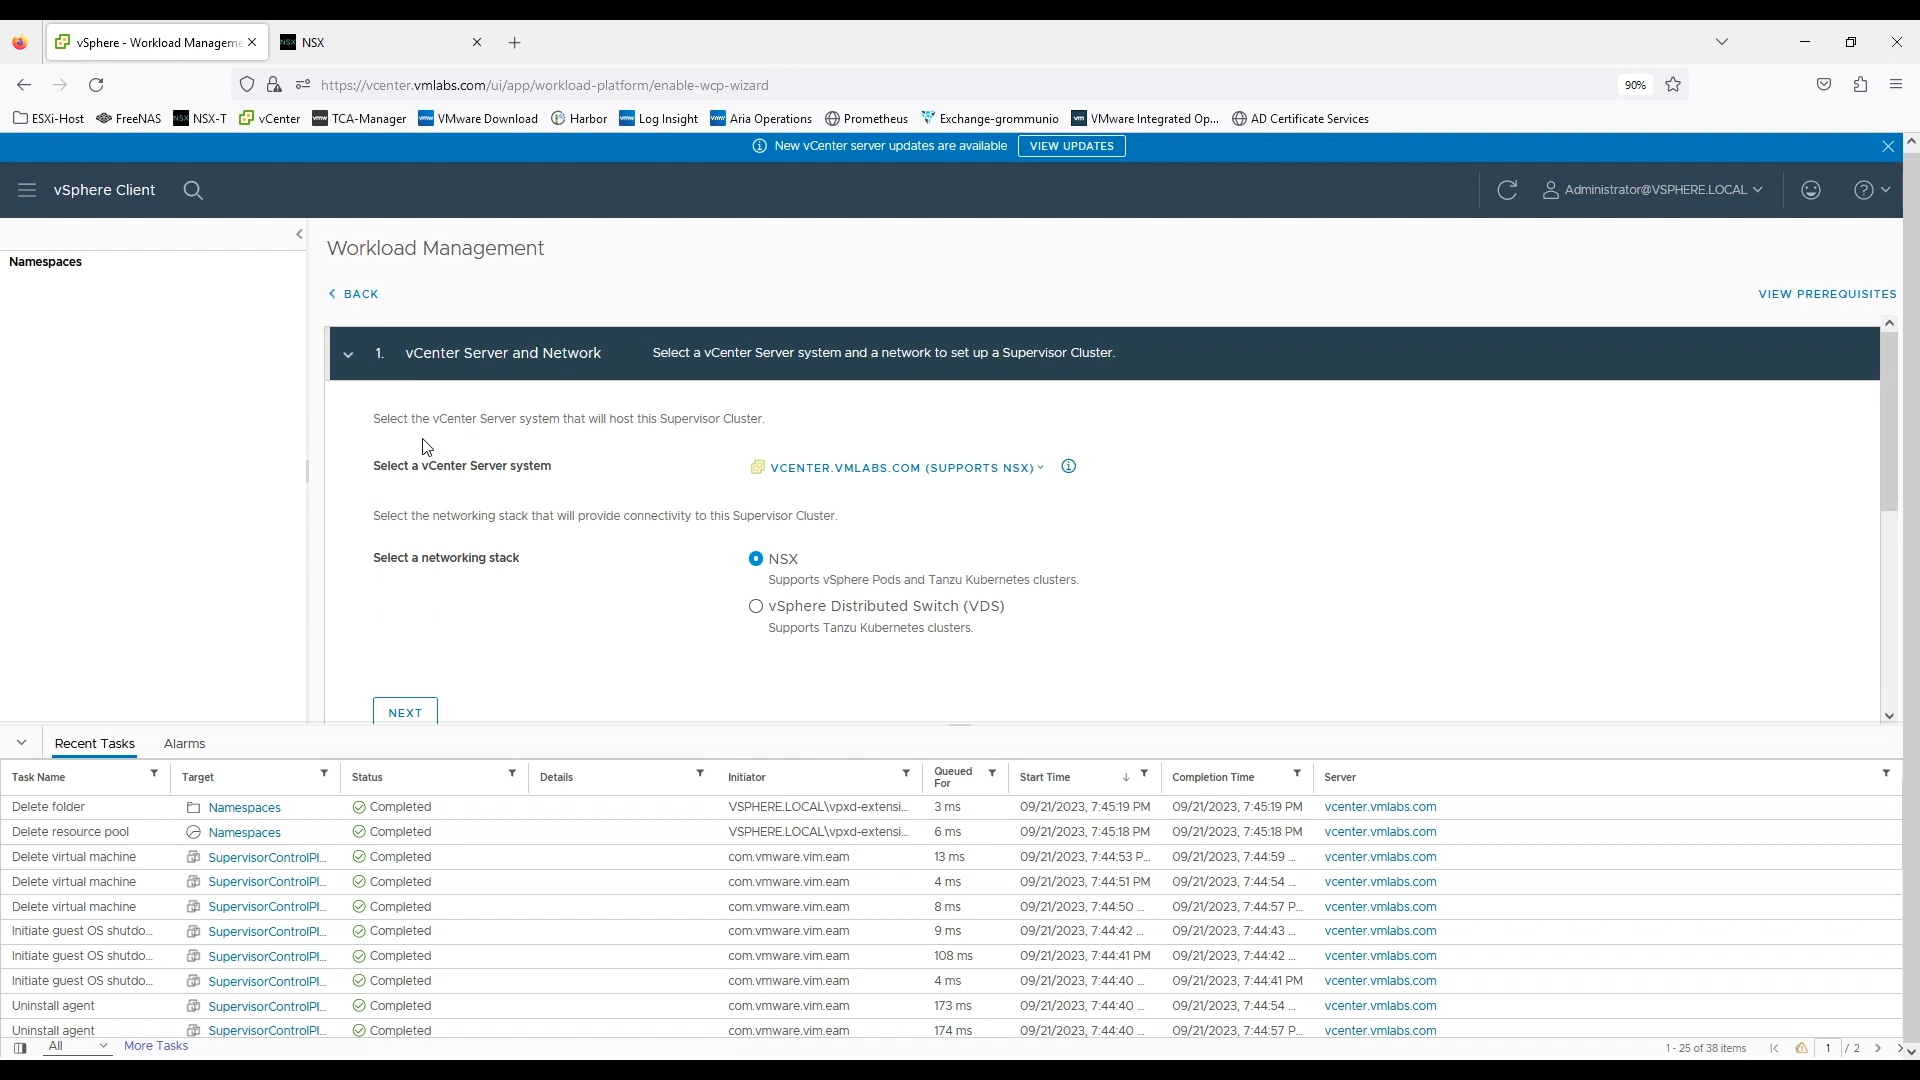 vSphere - Workload Manageme
NSX
https://vcenter.vmlabs.com/ui/app/workload-platform/enable-wcp-wizard
90%
ESXi-Host
FreeNAS
NSX-T
vCenter
TCA-Manager
VMware Download
Harbor
Log Insight
Aria Operations
Prometheus
Exchange-grommunio
VMware Integrated Op...
AD Certificate Services
New vCenter server updates are available
VIEW UPDATES
vSphere Client
Administrator@VSPHERE.LOCAL
Namespaces
Workload Management
BACK
VIEW PREREQUISITES
1. vCenter Server and Network Select a vCenter Server system and a network to set up a Supervisor Cluster.
Select the vCenter Server system that will host this Supervisor Cluster.
Select a vCenter Server system
VCENTER.VMLABS.COM (SUPPORTS NSX)
Select the networking stack that will provide connectivity to this Supervisor Cluster.
Select a networking stack
NSX
Supports vSphere Pods and Tanzu Kubernetes clusters.
vSphere Distributed Switch (VDS)
Supports Tanzu Kubernetes clusters.
NEXT
Recent Tasks Alarms
Task Name Target Status Details Initiator Queued For Start Time Completion Time Server
Delete folder Namespaces Completed VSPHERE.LOCAL\vpxd-extensi... 3 ms 09/21/2023, 7:45:19 PM 09/21/2023, 7:45:19 PM vcenter.vmlabs.com
Delete resource pool Namespaces Completed VSPHERE.LOCAL\vpxd-extensi... 6 ms 09/21/2023, 7:45:18 PM 09/21/2023, 7:45:18 PM vcenter.vmlabs.com
Delete virtual machine SupervisorControlPl... Completed com.vmware.vim.eam 13 ms 09/21/2023, 7:44:53 P... 09/21/2023, 7:44:59 ... vcenter.vmlabs.com
Delete virtual machine SupervisorControlPl... Completed com.vmware.vim.eam 4 ms 09/21/2023, 7:44:51 PM 09/21/2023, 7:44:54 ... vcenter.vmlabs.com
Delete virtual machine SupervisorControlPl... Completed com.vmware.vim.eam 8 ms 09/21/2023, 7:44:50 ... 09/21/2023, 7:44:57 P... vcenter.vmlabs.com
Initiate guest OS shutdo... SupervisorControlPl... Completed com.vmware.vim.eam 9 ms 09/21/2023, 7:44:42 ... 09/21/2023, 7:44:43 ... vcenter.vmlabs.com
Initiate guest OS shutdo... SupervisorControlPl... Completed com.vmware.vim.eam 108 ms 09/21/2023, 7:44:41 PM 09/21/2023, 7:44:42 ... vcenter.vmlabs.com
Initiate guest OS shutdo... SupervisorControlPl... Completed com.vmware.vim.eam 4 ms 09/21/2023, 7:44:40 ... 09/21/2023, 7:44:41 PM vcenter.vmlabs.com
Uninstall agent SupervisorControlPl... Completed com.vmware.vim.eam 173 ms 09/21/2023, 7:44:40 ... 09/21/2023, 7:44:54 ... vcenter.vmlabs.com
Uninstall agent SupervisorControlPl... Completed com.vmware.vim.eam 174 ms 09/21/2023, 7:44:40 ... 09/21/2023, 7:44:57 P... vcenter.vmlabs.com
All More Tasks 1 - 25 of 38 items 1 / 2